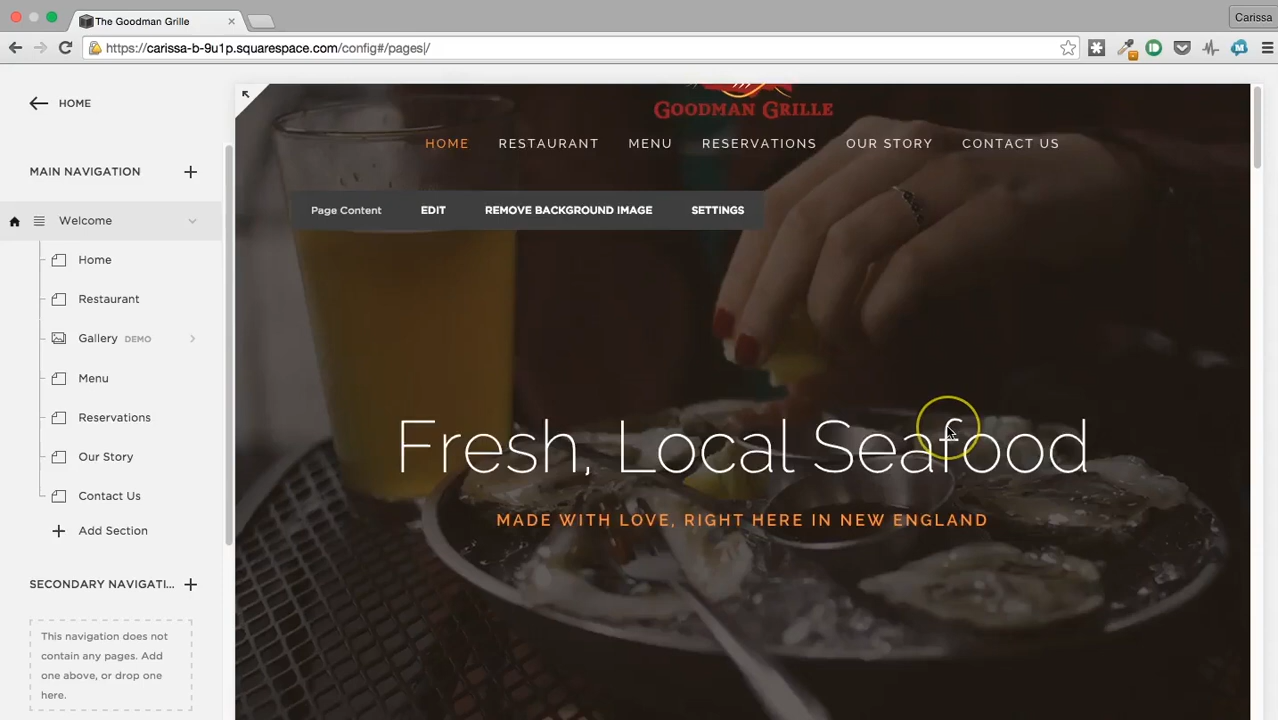 The Goodman Grille
Carissa
https://carissa-b-9u1p.squarespace.com/config#/pages/
HOME
GOODMAN GRILLE
HOME RESTAURANT MENU RESERVATIONS OUR STORY CONTACT US
MAIN NAVIGATION
Page Content EDIT REMOVE BACKGROUND IMAGE SETTINGS
Welcome
Home
Restaurant
Gallery DEMO
Menu
Reservations
Our Story
Contact Us
Add Section
Fresh, Local Seafood
MADE WITH LOVE, RIGHT HERE IN NEW ENGLAND
SECONDARY NAVIGATI...
This navigation does not
contain any pages. Add
one above, or drop one
here.